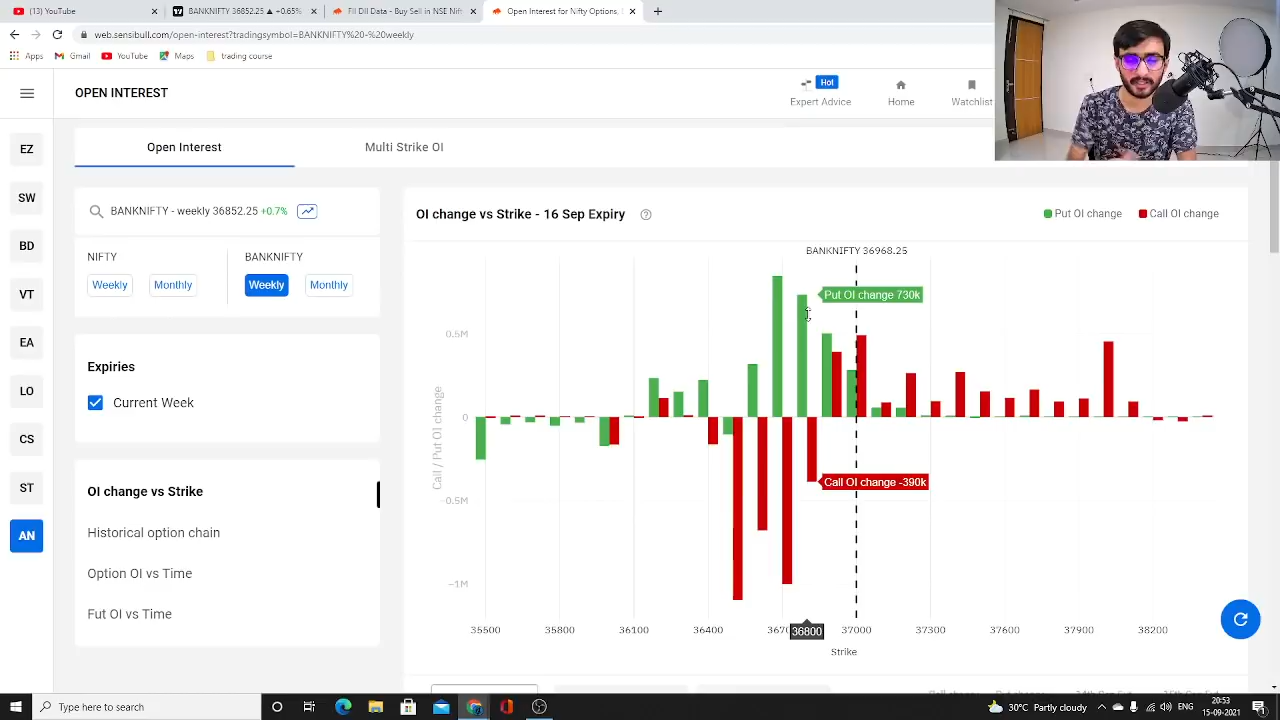 (13) YouTube
BANKNIFTY 36852.25 ▲ +0.65%
FII DII Data - Buy Sell in NSE Nift
Open Interest for Nifty Options, S
web.sensibull.com/open-interest?tradingsymbol=BANKNIFTY%20-%20weekly
Apps Gmail YouTube Maps trading course
OPEN INTEREST
Hot
Expert Advice Home Watchlist
Open Interest Multi Strike OI
EZ
SW
BD
VT
EA
LO
CS
ST
AN
BANKNIFTY - weekly 36852.25 +0.7%
NIFTY BANKNIFTY
Weekly Monthly Weekly Monthly
Expiries
Current Week
OI change vs Strike
Historical option chain
Option OI vs Time
Fut OI vs Time
OI change vs Strike - 16 Sep Expiry
Put OI change Call OI change
BANKNIFTY 36968.25
Put OI change 730k
Call OI change -390k
Call / Put OI change
0.5M
0
-0.5M
-1M
35500 35800 36100 36400 36800 37000 37300 37600 37900 38200
Strike
Type here to search
30°C Partly cloudy
ENG
20:53
15-09-2021